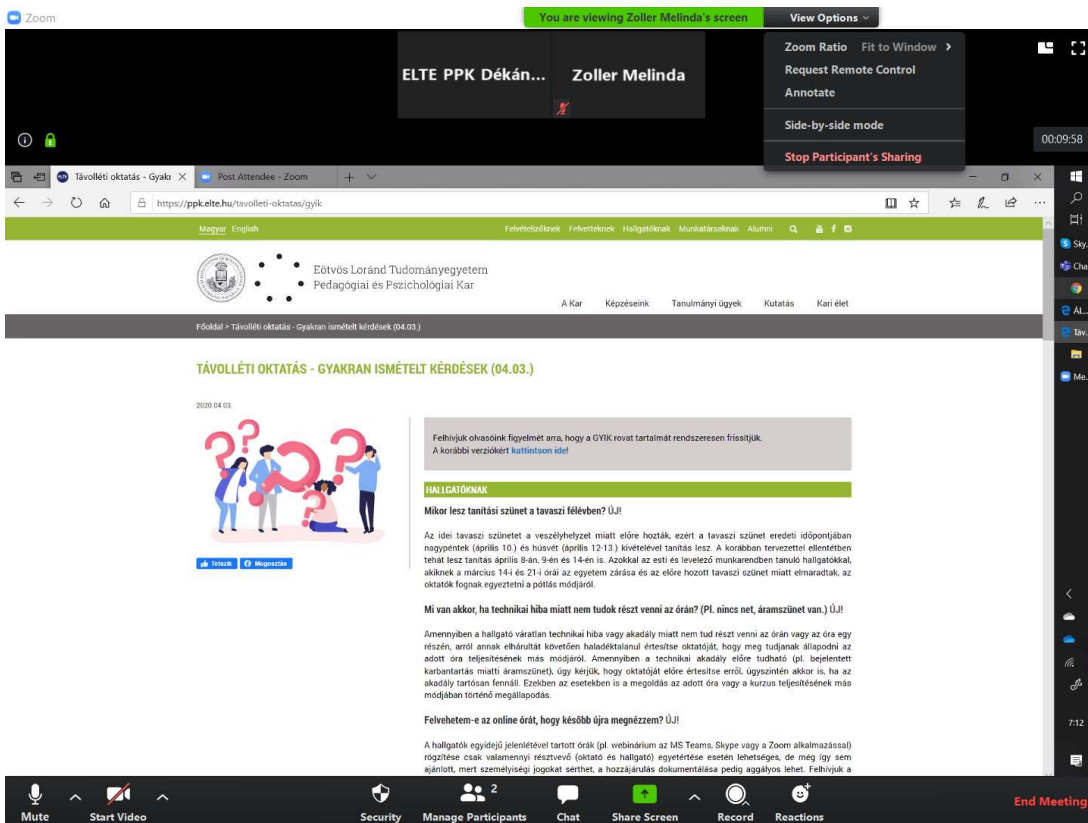 Zoom
You are viewing Zoller Melinda's screen
View Options
Zoom Ratio Fit to Window
Request Remote Control
Annotate
Side-by-side mode
Stop Participant's Sharing
ELTE PPK Dékán...
Zoller Melinda
00:09:58
Távolléti oktatás - Gyakr
Post Attendee - Zoom
https://ppk.elte.hu/tavolleti-oktatas/gyik
Magyar English
Felvételizőknek Felvetteknek Hallgatóknak Munkatársaknak Alumni
Eötvös Loránd Tudományegyetem
Pedagógiai és Pszichológiai Kar
A Kar Képzéseink Tanulmányi ügyek Kutatás Kari élet
Főoldal > Távolléti oktatás - Gyakran ismételt kérdések (04.03.)
TÁVOLLÉTI OKTATÁS - GYAKRAN ISMÉTELT KÉRDÉSEK (04.03.)
2020.04.03.
Tetszik Megosztás
Felhívjuk olvasóink figyelmét arra, hogy a GYIK rovat tartalmát rendszeresen frissítjük.
A korábbi verziókért kattintson ide!
HALLGATÓKNAK
Mikor lesz tanítási szünet a tavaszi félévben? ÚJ!
Az idei tavaszi szünetet a veszélyhelyzet miatt előre hozták, ezért a tavaszi szünet eredeti időpontjában
nagypéntek (április 10.) és húsvét (április 12-13.) kivételével tanítás lesz. A korábban tervezettel ellentétben
tehát lesz tanítás április 8-án, 9-én és 14-én is. Azokkal az esti és levelező munkarendben tanuló hallgatókkal,
akiknek a március 14-i és 21-i órái az egyetem zárása és az előre hozott tavaszi szünet miatt elmaradtak, az
oktatók fognak egyeztetni a pótlás módjáról.
Mi van akkor, ha technikai hiba miatt nem tudok részt venni az órán? (Pl. nincs net, áramszünet van.) ÚJ!
Amennyiben a hallgató váratlan technikai hiba vagy akadály miatt nem tud részt venni az órán vagy az óra egy
részén, arról annak elhárultát követően haladéktalanul értesítse oktatóját, hogy meg tudjanak állapodni az
adott óra teljesítésének más módjáról. Amennyiben a technikai akadály előre tudható (pl. bejelentett
karbantartás miatti áramszünet), úgy kérjük, hogy oktatóját előre értesítse erről, úgyszintén akkor is, ha az
akadály tartósan fennáll. Ezekben az esetekben is a megoldás az adott óra vagy a kurzus teljesítésének más
módjában történő megállapodás.
Felvehetem-e az online órát, hogy később újra megnézzem? ÚJ!
A hallgatók egyidejű jelenlétével tartott órák (pl. webinárium az MS Teams, Skype vagy a Zoom alkalmazással)
rögzítése csak valamennyi résztvevő (oktató és hallgató) egyetértése esetén lehetséges, de még így sem
ajánlott, mert személyiségi jogokat sérthet, a hozzájárulás dokumentálása pedig aggályos lehet. Felhívjuk a
Sky...
Cha
ÁL...
Táv...
Me...
7:12
Mute
Start Video
Security
2
Manage Participants
Chat
Share Screen
Record
Reactions
End Meeting